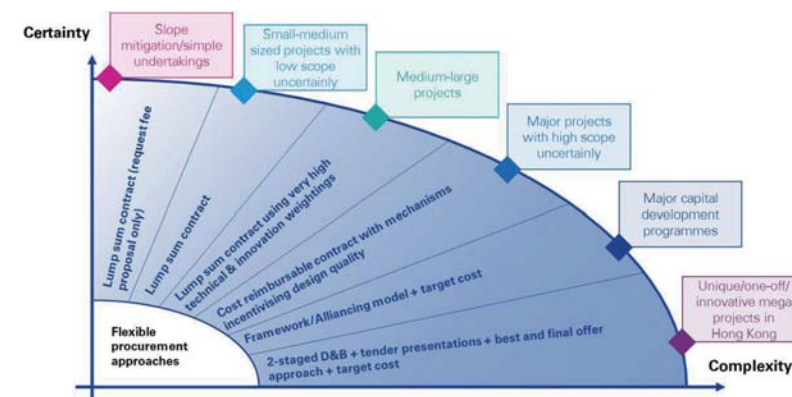 Certainty
Slope
mitigation/simple
undertakings
Small-medium
sized projects with
low scope
uncertainly
Medium-large
projects
Major projects
with high scope
uncertainly
Major capital
development
programmes
Unique/one-off/
innovative mega
projects in
Hong Kong
Lump sum contract (request fee
proposal only)
Lump sum contract
Lump sum contract using very high
technical & innovation weightings
Cost reimbursable contract with mechanisms
incentivising design quality
Framework/Alliancing model + target cost
2-staged D&B + tender presentations + best and final offer
approach + target cost
Flexible
procurement
approaches
Complexity